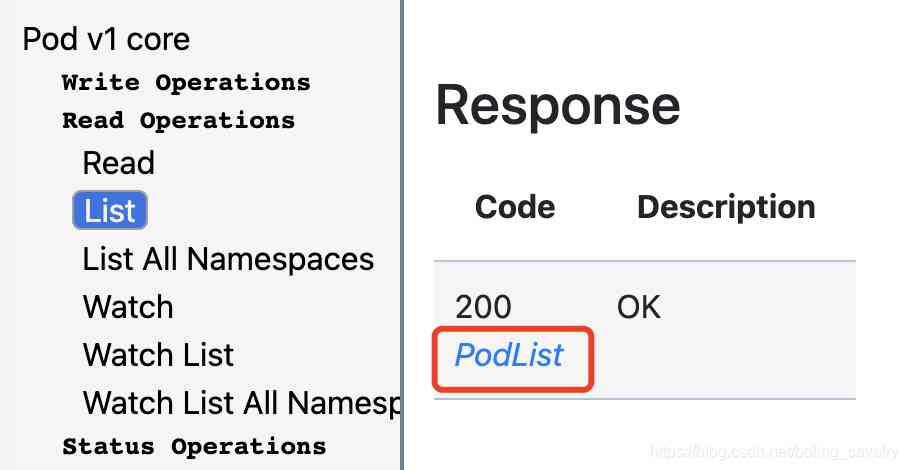 Pod v1 core
Write Operations
Read Operations
Read
List
List All Namespaces
Watch
Watch List
Watch List All Namesp
Status Operations
Response
Code Description
200 OK
PodList
https://blog.csdn.net/boling_cavalry